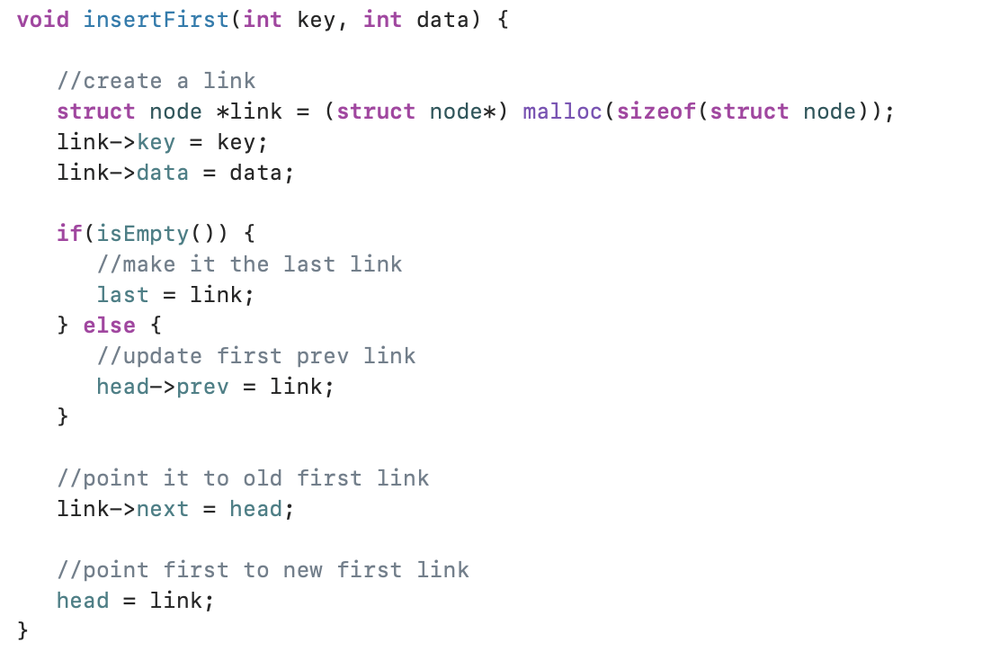 void insertFirst(int key, int data) {
//create a link
struct node *link = (struct node*) malloc(sizeof(struct node));
link->key = key;
link->data = data;
if(isEmpty()) {
//make it the last link
last = link;
} else {
//update first prev link
head->prev = link;
}
//point it to old first link
link->next = head;
//point first to new first link
head = link;
}